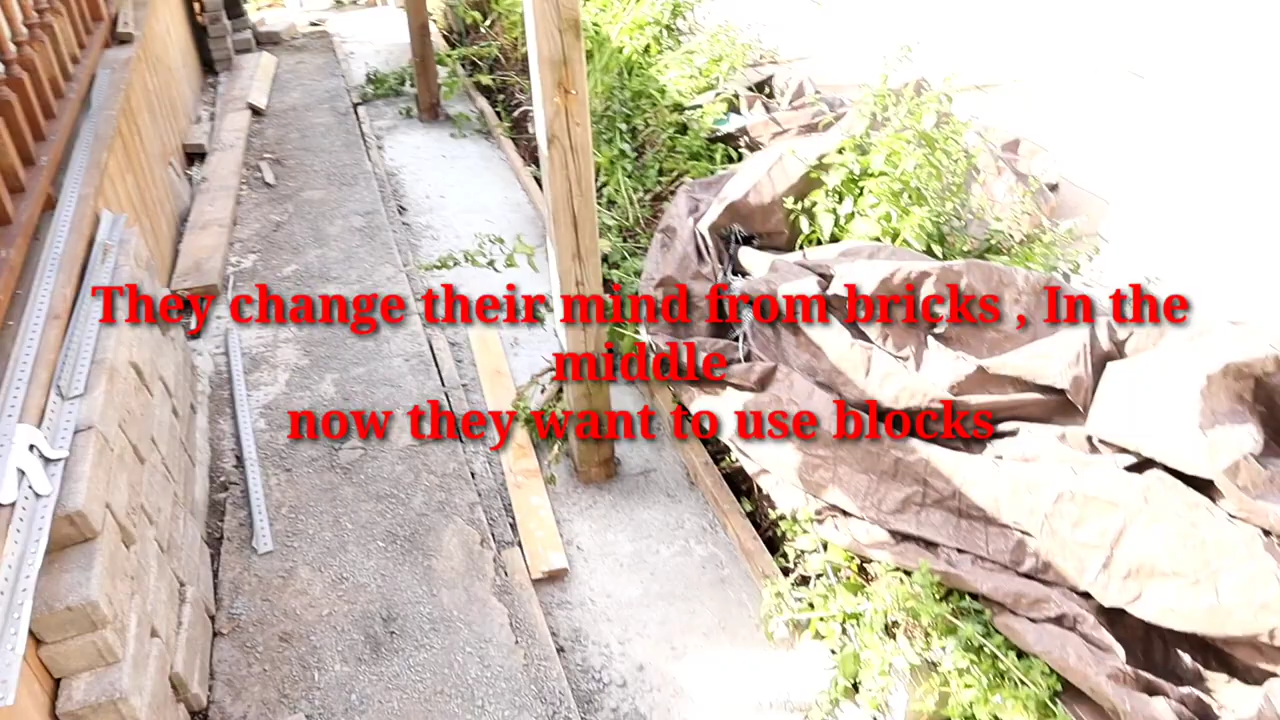 They change their mind from bricks , In the
middle
now they want to use blocks